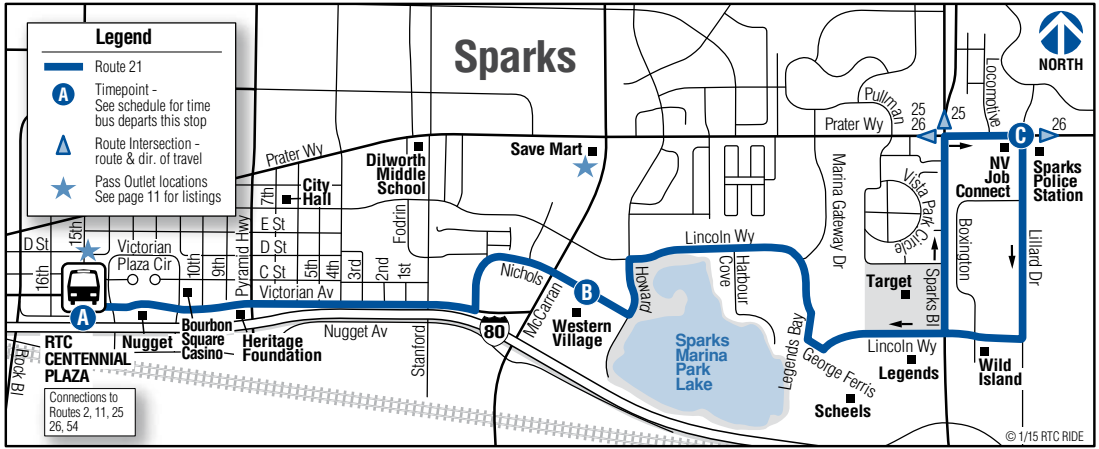 Legend
Route 21
A
Timepoint -
See schedule for time
bus departs this stop
Route Intersection -
route & dir. of travel
Pass Outlet locations
See page 11 for listings
Sparks
NORTH
Locomotive
Pullman
25
26
25
26
Prater Wy
C
NV
Job
Connect
Sparks
Police
Station
Save Mart
Dilworth
Middle
School
Prater Wy
City
Hall
7th
Pyramid Hwy
E St
D St
C St
Victorian Av
D St
15th
16th
Victorian
Plaza Cir
10th
9th
5th
4th
3rd
2nd
1st
Fodrin
Nichols
McCarran
B
Western
Village
Howard
Lincoln Wy
Harbour
Cove
Marina Gateway Dr
Vista Park
Circle
Boxington
Lillard Dr
Target
Sparks Bl
A
Nugget
Bourbon
Square
Casino
Heritage
Foundation
Nugget Av
Stanford
80
Sparks
Marina
Park
Lake
Legends Bay
George Ferris
Lincoln Wy
Legends
Wild
Island
Scheels
RTC
CENTENNIAL
PLAZA
Rock Bl
Connections to
Routes 2, 11, 25
26, 54
© 1/15 RTC RIDE